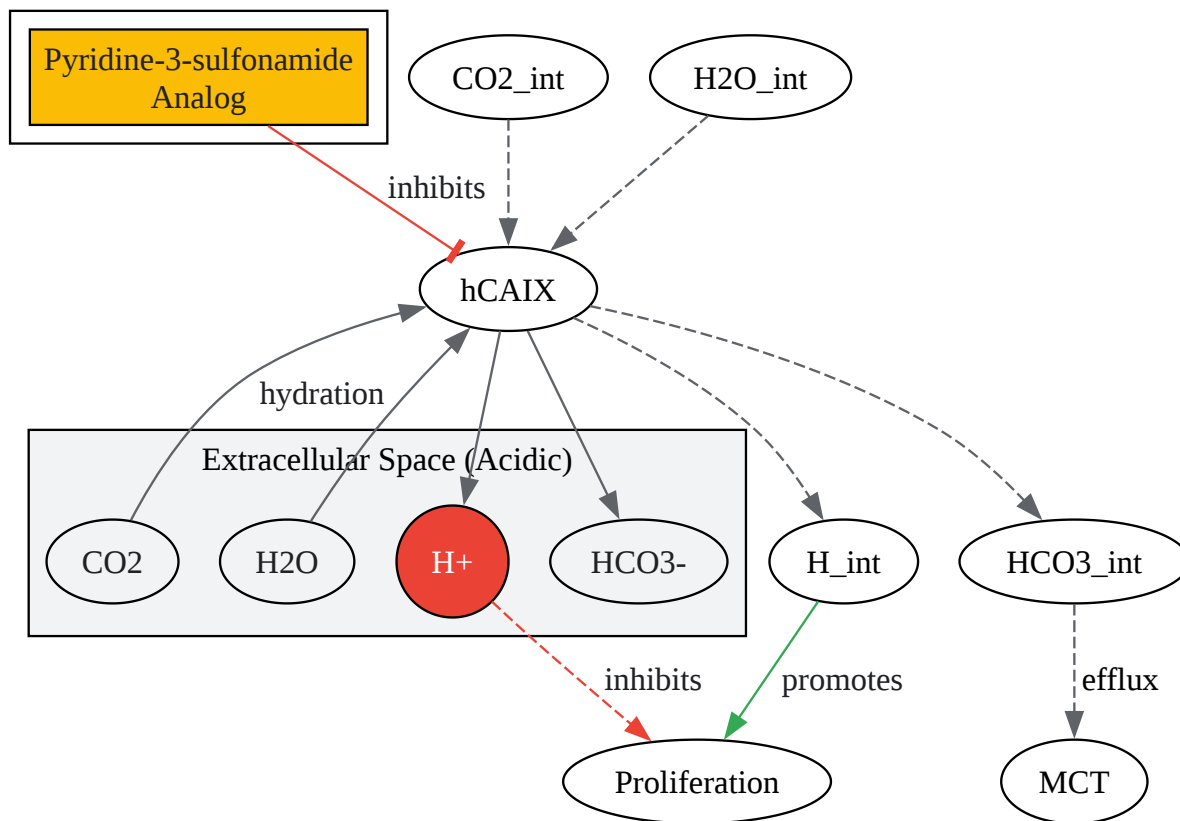 Pyridine-3-sulfonamide
Analog
CO2_int
H2O_int
inhibits
hCAIX
hydration
Extracellular Space (Acidic)
CO2
H2O
H+
HCO3-
H_int
HCO3_int
inhibits
promotes
efflux
Proliferation
MCT